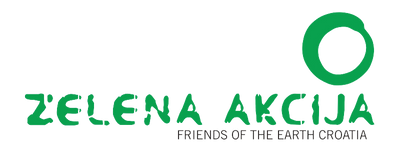 ZELENA AKCIJA
FRIENDS OF THE EARTH CROATIA